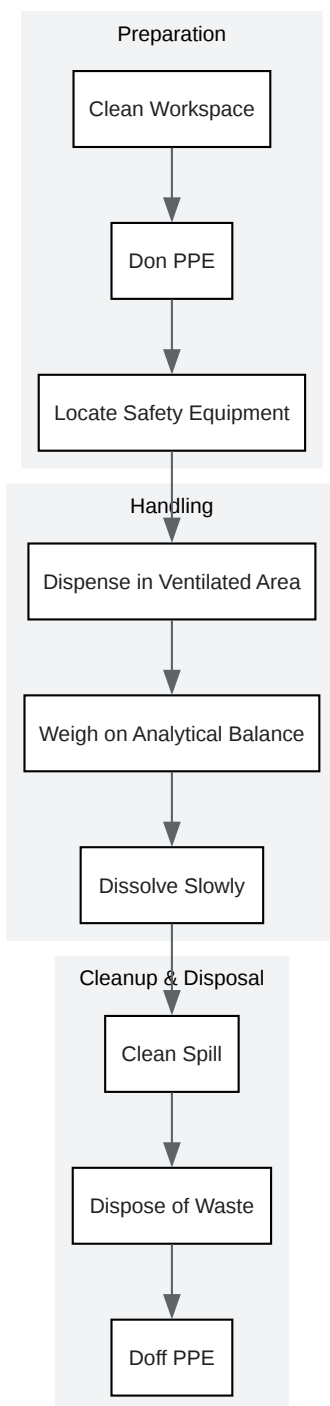 Preparation
Clean Workspace
Don PPE
Locate Safety Equipment
Handling
Dispense in Ventilated Area
Weigh on Analytical Balance
Dissolve Slowly
Cleanup & Disposal
Clean Spill
Dispose of Waste
Doff PPE